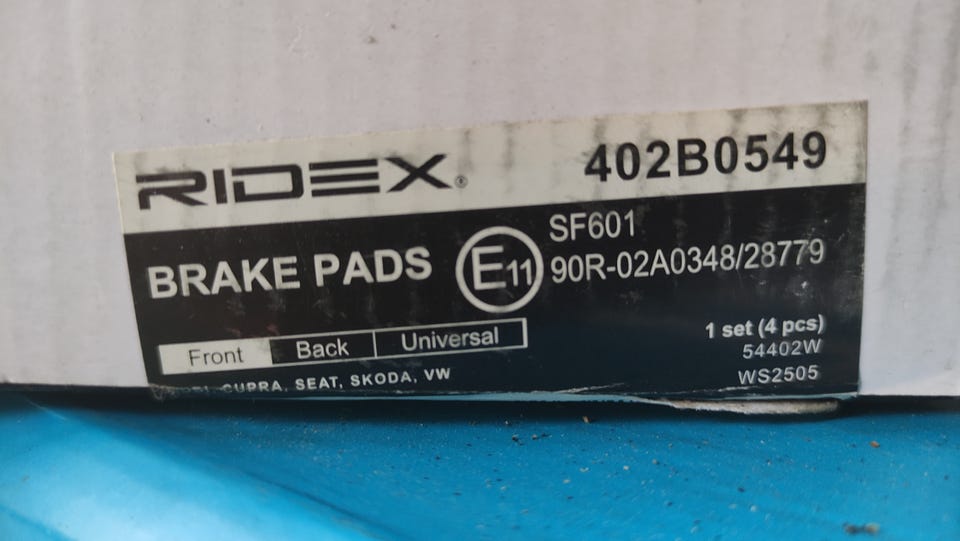 RIDEX® 402B0549
BRAKE PADS E11 SF601
90R-02A0348/28779
Front Back Universal 1 set (4 pcs)
54402W
CUPRA, SEAT, SKODA, VW WS2505